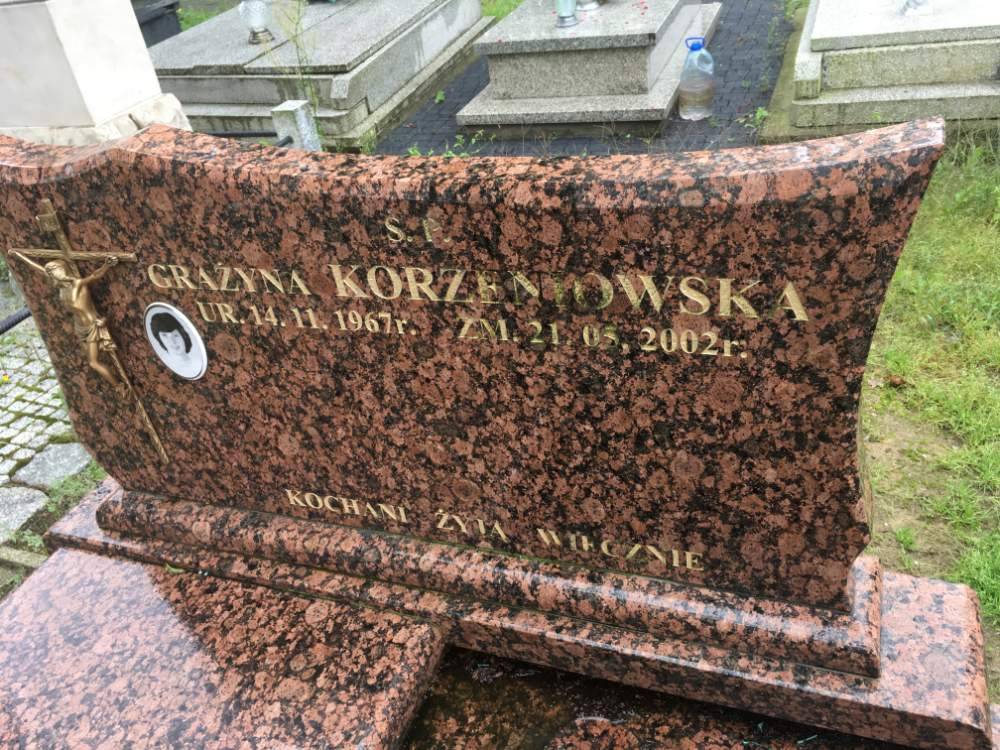 Ś. P.
GRAŻYNA KORZENIOWSKA
UR. 14. 11. 1967r. ZM. 21. 05. 2002r.
KOCHANI ŻYJĄ WIECZNIE